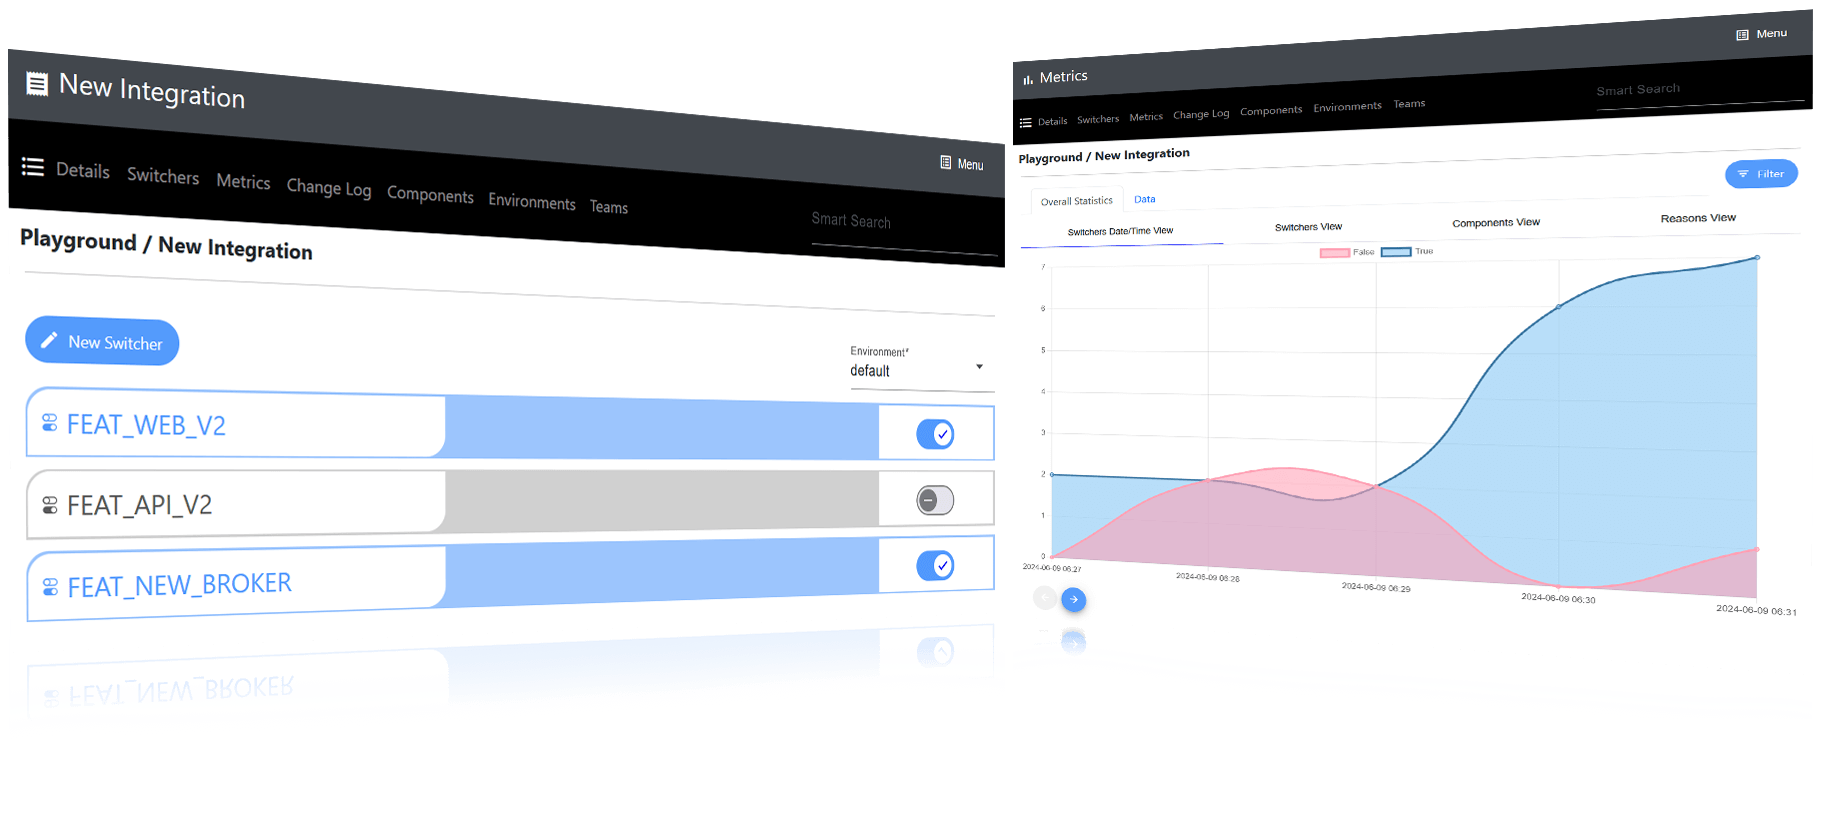 New Integration
Menu
Details Switchers Metrics Change Log Components Environments Teams
Smart Search
Playground / New Integration
New Switcher
Environment*
default
FEAT_WEB_V2
FEAT_API_V2
FEAT_NEW_BROKER
FEAT_NEW_BROKER
Metrics
Menu
Details Switchers Metrics Change Log Components Environments Teams
Smart Search
Playground / New Integration
Filter
Overall Statistics Data
Switchers Date/Time View Switchers View Components View Reasons View
False True
7
6
5
4
3
2
1
0
2024-06-09 06:27 2024-06-09 06:28 2024-06-09 06:29 2024-06-09 06:30 2024-06-09 06:31